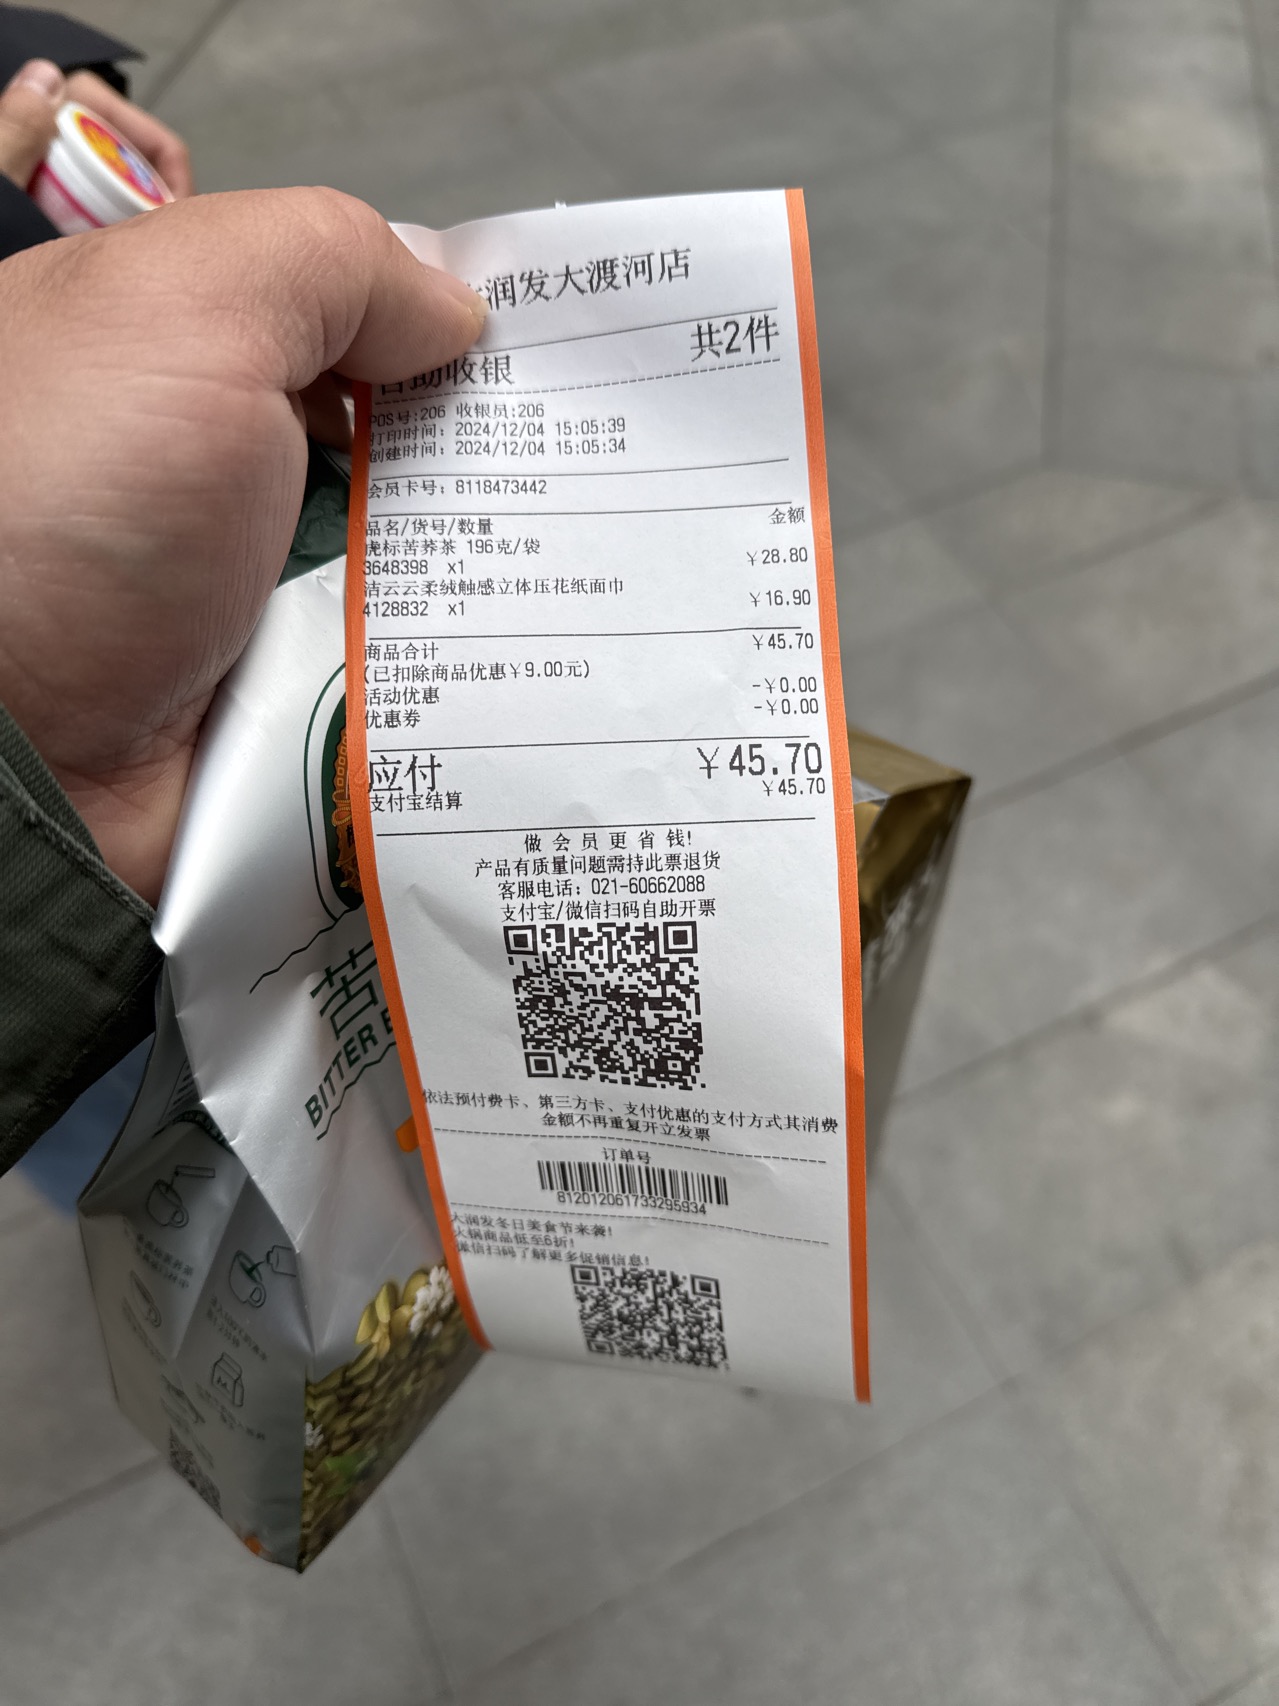 润发大渡河店
共2件
自助收银
POS号:206 收银员:206
打印时间: 2024/12/04 15:05:39
创建时间: 2024/12/04 15:05:34
会员卡号: 8118473442
品名/货号/数量 金额
虎标苦荞茶 196克/袋
3648398 x1 ¥28.80
洁云云柔绒触感立体压花纸面巾
4128832 x1 ¥16.90
商品合计 ¥45.70
(已扣除商品优惠¥9.00元)
活动优惠 -¥0.00
优惠券 -¥0.00
应付 ¥45.70
支付宝结算 ¥45.70
做会员更省钱!
产品有质量问题需持此票退货
客服电话: 021-60662088
支付宝/微信扫码自助开票
依法预付费卡、第三方卡、支付优惠的支付方式其消费
金额不再重复开立发票
订单号
812012061733295934
大润发冬日美食节来袭!
火锅商品低至6折!
微信扫码了解更多促销信息!
苦
BITTER